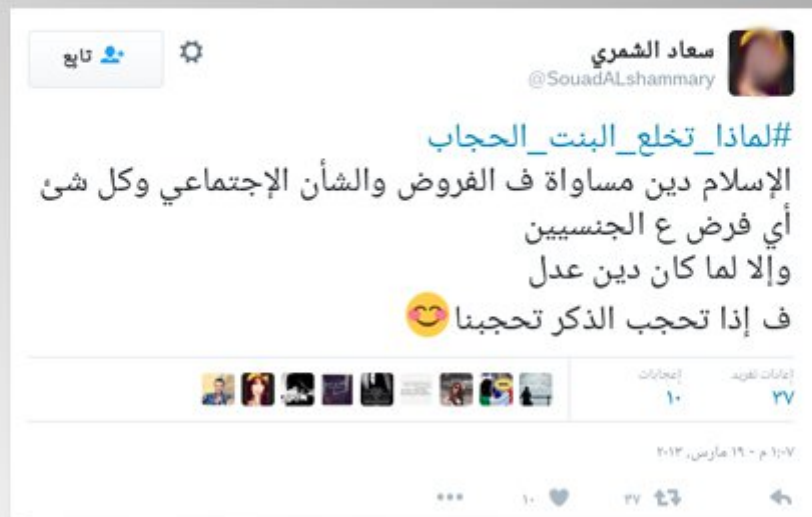 سعاد الشمري
@SouadALshammary
تابع
#لماذا_تخلع_البنت_الحجاب
الإسلام دين مساواة ف الفروض والشأن الإجتماعي وكل شئ
أي فرض ع الجنسيين
وإلا لما كان دين عدل
ف إذا تحجب الذكر تحجبنا😊
إعادات تغريد
٣٧
إعجابات
١٠
١:٠٧ م - ١٩ مارس، ٢٠١٣
٣٧
١٠